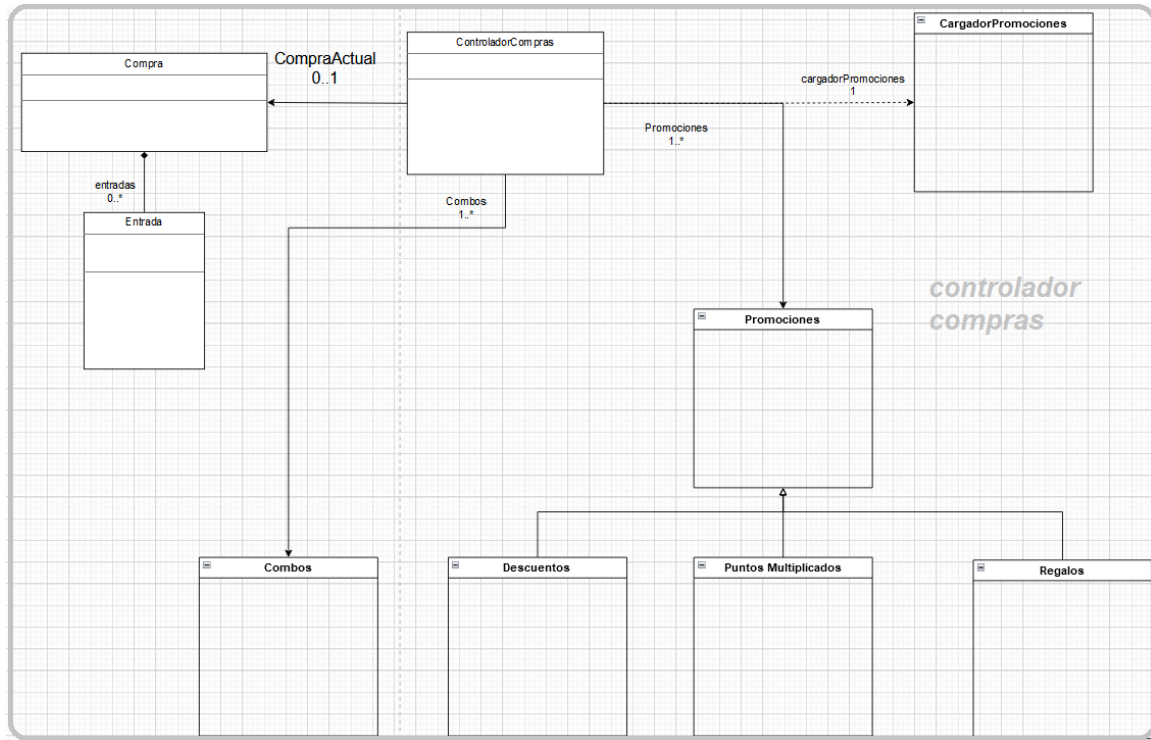 CargadorPromociones
ControladorCompras
Compra
CompraActual
0..1
cargadorPromociones
1
Promociones
1..*
entradas
0..*
Combos
1..*
Entrada
controlador
compras
Promociones
Combos
Descuentos
Puntos Multiplicados
Regalos